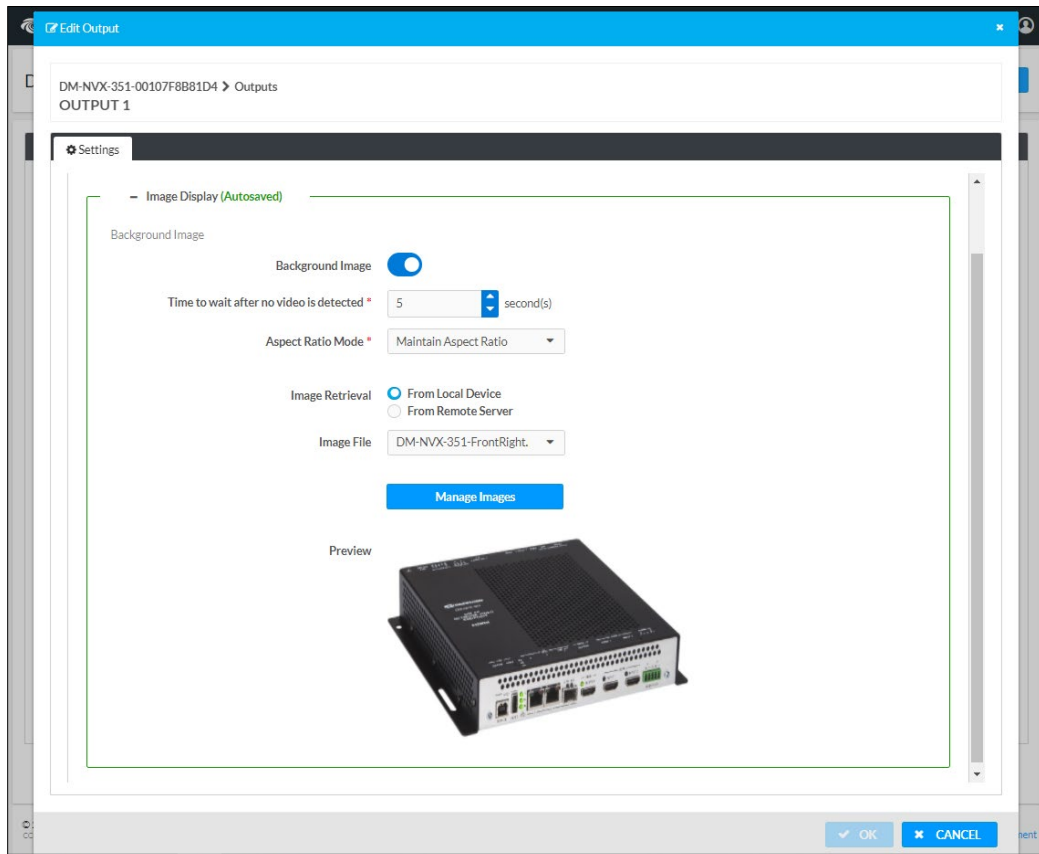 Edit Output
DM-NVX-351-00107F8B81D4 > Outputs
OUTPUT 1
Settings
– Image Display (Autosaved)
Background Image
Background Image
Time to wait after no video is detected *
5
second(s)
Aspect Ratio Mode *
Maintain Aspect Ratio
Image Retrieval
From Local Device
From Remote Server
Image File
DM-NVX-351-FrontRight.
Manage Images
Preview
OK
CANCEL